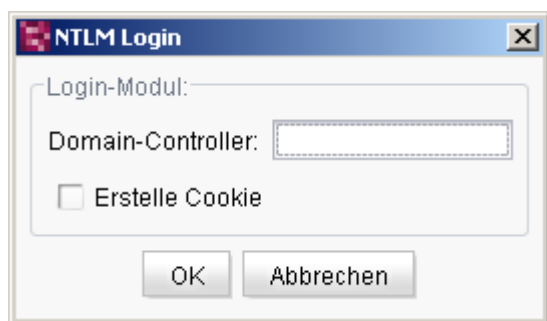 NTLM Login
Login-Modul:
Domain-Controller:
Erstelle Cookie
OK Abbrechen